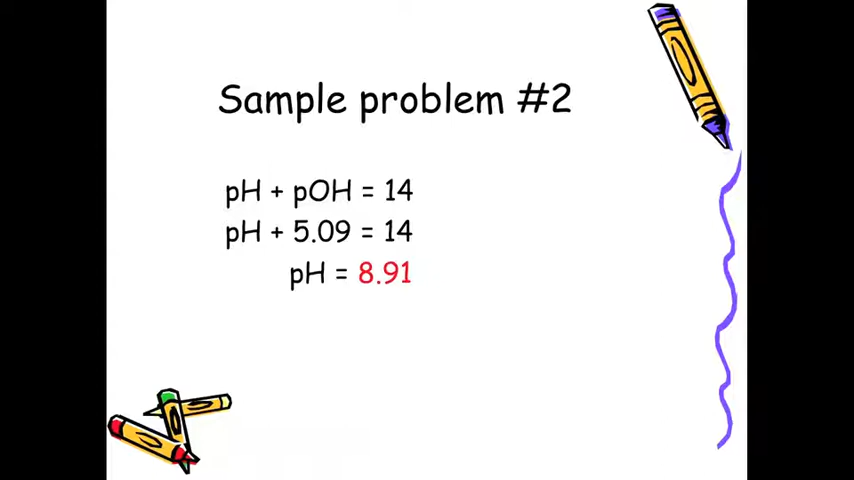 Sample problem #2
pH + pOH = 14
pH + 5.09 = 14
pH = 8.91